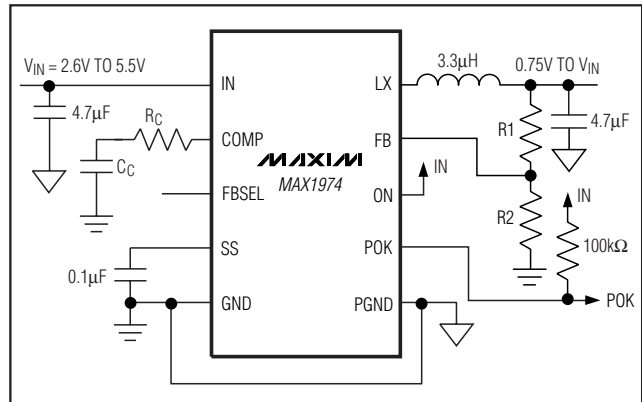 VIN = 2.6V TO 5.5V
3.3µH
0.75V TO VIN
IN
LX
4.7µF
RC
R1
4.7µF
COMP
FB
MAXIM
MAX1974
IN
CC
FBSEL
ON
IN
R2
SS
POK
100kΩ
0.1µF
GND
PGND
POK